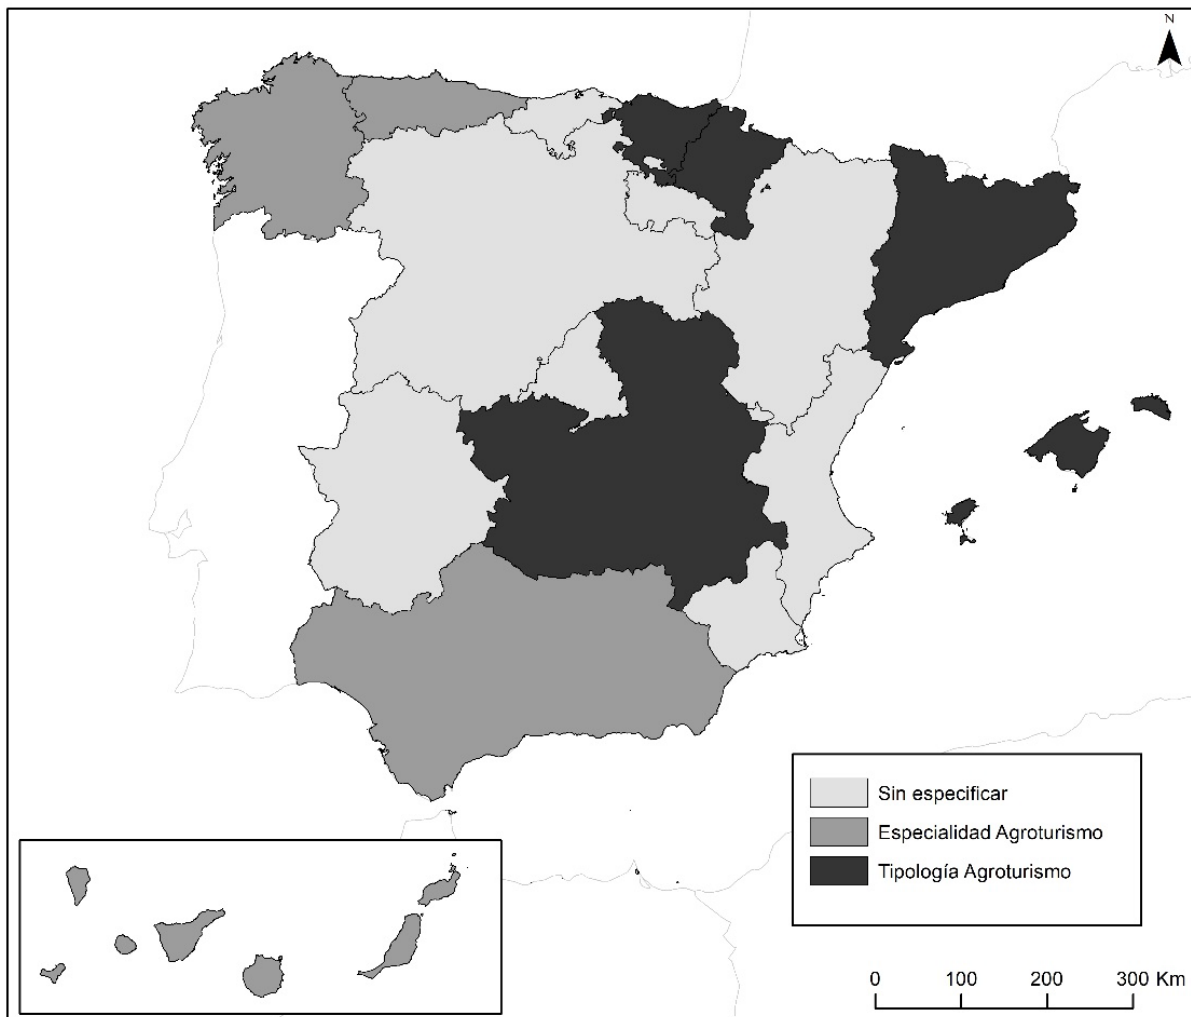 N
Sin especificar
Especialidad Agroturismo
Tipología Agroturismo
0 100 200 300 Km